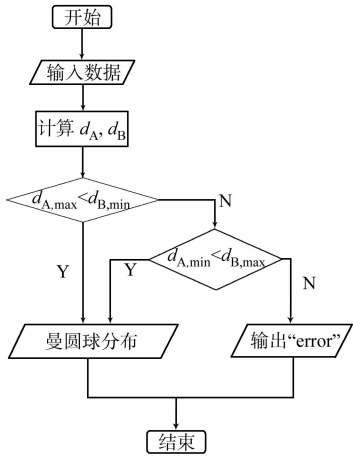 开始
输入数据
计算 d_A, d_B
d_A,max<d_B,min
N
Y
d_A,min<d_B,max
Y
N
曼圆球分布
输出“error”
结束